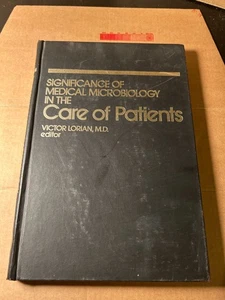 SIGNIFICANCE OF
MEDICAL MICROBIOLOGY
IN THE
Care of Patients
VICTOR LORIAN, M.D.
editor